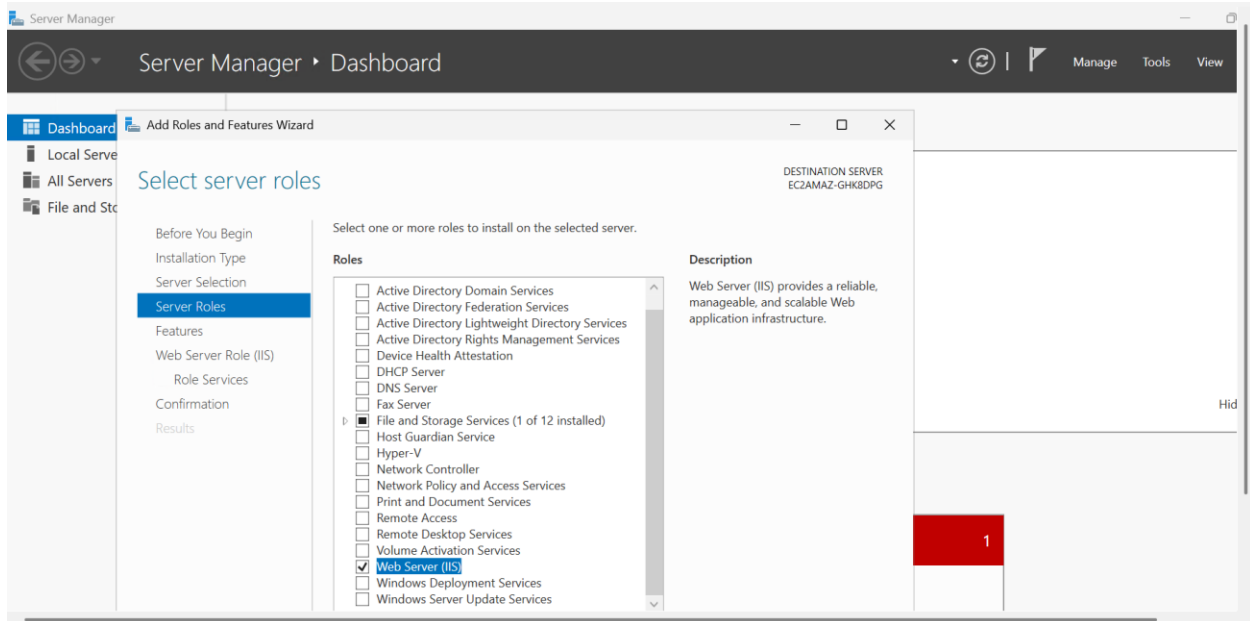 Server Manager
Server Manager • Dashboard
Manage Tools View
Dashboard
Local Serve
All Servers
File and Sto
Add Roles and Features Wizard
Select server roles
DESTINATION SERVER
EC2AMAZ-GHK8DPG
Before You Begin
Installation Type
Server Selection
Server Roles
Features
Web Server Role (IIS)
Role Services
Confirmation
Results
Select one or more roles to install on the selected server.
Roles
Active Directory Domain Services
Active Directory Federation Services
Active Directory Lightweight Directory Services
Active Directory Rights Management Services
Device Health Attestation
DHCP Server
DNS Server
Fax Server
File and Storage Services (1 of 12 installed)
Host Guardian Service
Hyper-V
Network Controller
Network Policy and Access Services
Print and Document Services
Remote Access
Remote Desktop Services
Volume Activation Services
Web Server (IIS)
Windows Deployment Services
Windows Server Update Services
Description
Web Server (IIS) provides a reliable,
manageable, and scalable Web
application infrastructure.
Hid
1